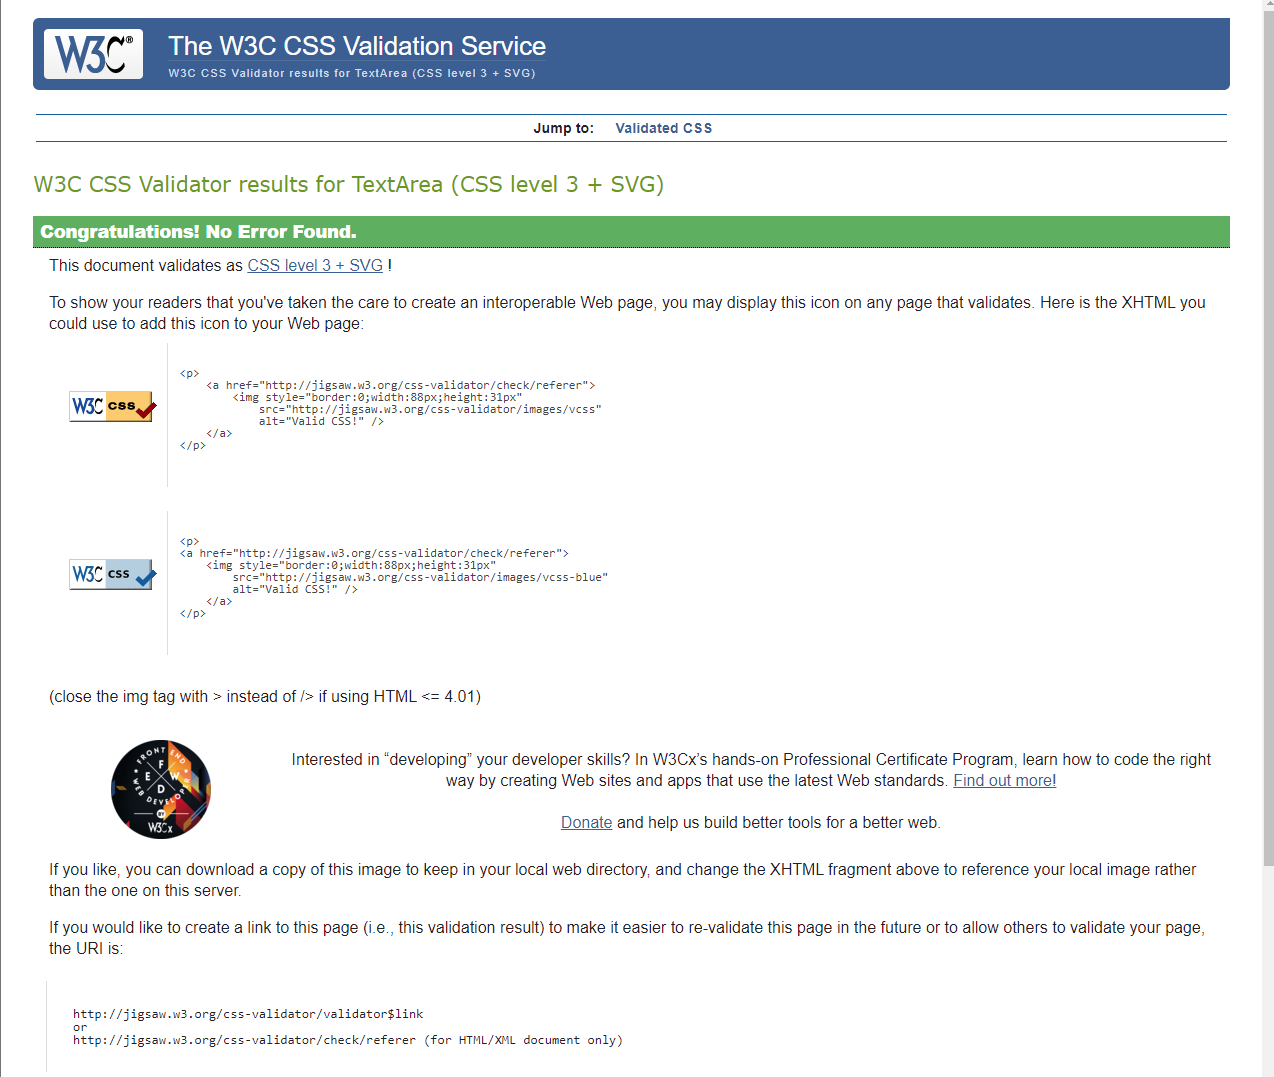 W3C®
The W3C CSS Validation Service
W3C CSS Validator results for TextArea (CSS level 3 + SVG)
Jump to: Validated CSS
W3C CSS Validator results for TextArea (CSS level 3 + SVG)
Congratulations! No Error Found.
This document validates as CSS level 3 + SVG !
To show your readers that you've taken the care to create an interoperable Web page, you may display this icon on any page that validates. Here is the XHTML you
could use to add this icon to your Web page:
W3C css
<p>
    <a href="http://jigsaw.w3.org/css-validator/check/referer">
        <img style="border:0;width:88px;height:31px"
            src="http://jigsaw.w3.org/css-validator/images/vcss"
            alt="Valid CSS!" />
    </a>
</p>
W3C css
<p>
<a href="http://jigsaw.w3.org/css-validator/check/referer">
    <img style="border:0;width:88px;height:31px"
        src="http://jigsaw.w3.org/css-validator/images/vcss-blue"
        alt="Valid CSS!" />
    </a>
</p>
(close the img tag with > instead of /> if using HTML <= 4.01)
FRONT END
F
E W
D
WEB DEVELOPER
BY
W3Cx
Interested in “developing” your developer skills? In W3Cx’s hands-on Professional Certificate Program, learn how to code the right
way by creating Web sites and apps that use the latest Web standards. Find out more!
Donate and help us build better tools for a better web.
If you like, you can download a copy of this image to keep in your local web directory, and change the XHTML fragment above to reference your local image rather
than the one on this server.
If you would like to create a link to this page (i.e., this validation result) to make it easier to re-validate this page in the future or to allow others to validate your page,
the URI is:
http://jigsaw.w3.org/css-validator/validator$link
or
http://jigsaw.w3.org/css-validator/check/referer (for HTML/XML document only)